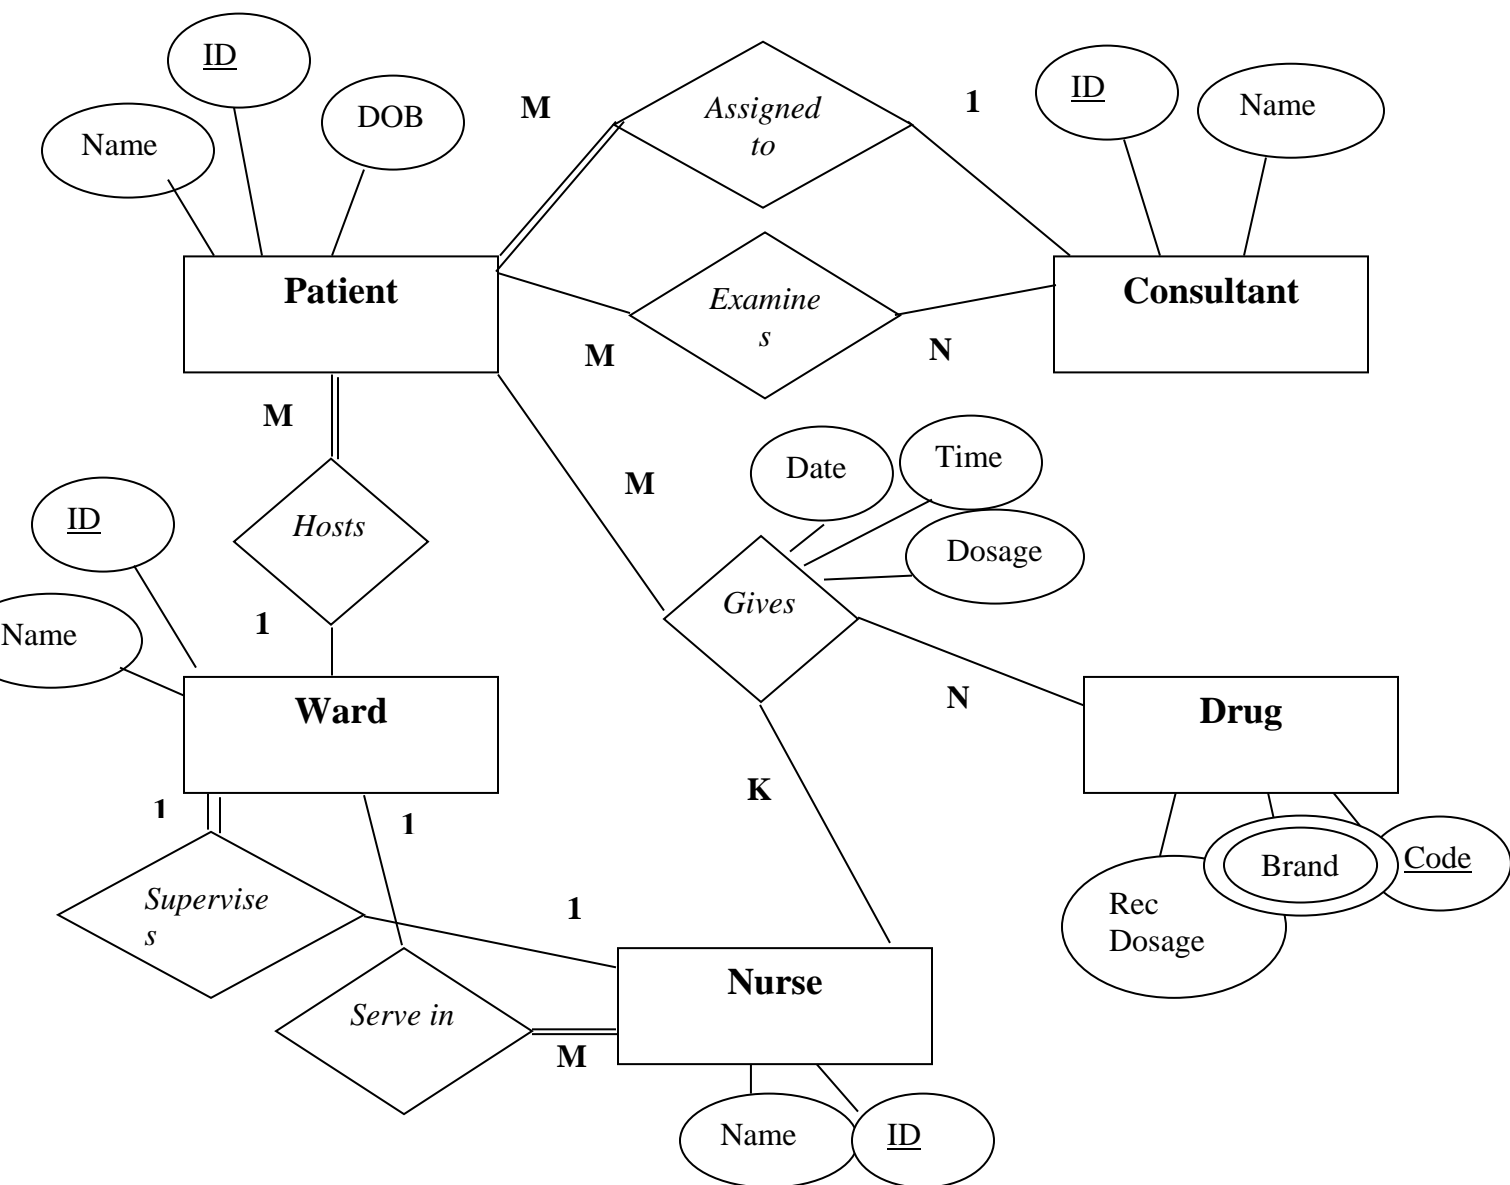 ID
DOB
Name
M
Assigned
to
1
ID
Name
Patient
Examine
s
Consultant
M
N
M
M
Date
Time
ID
Hosts
Dosage
Gives
Name
1
Ward
N
Drug
K
1
1
Supervise
s
1
Rec
Dosage
Brand
Code
Serve in
Nurse
M
Name
ID